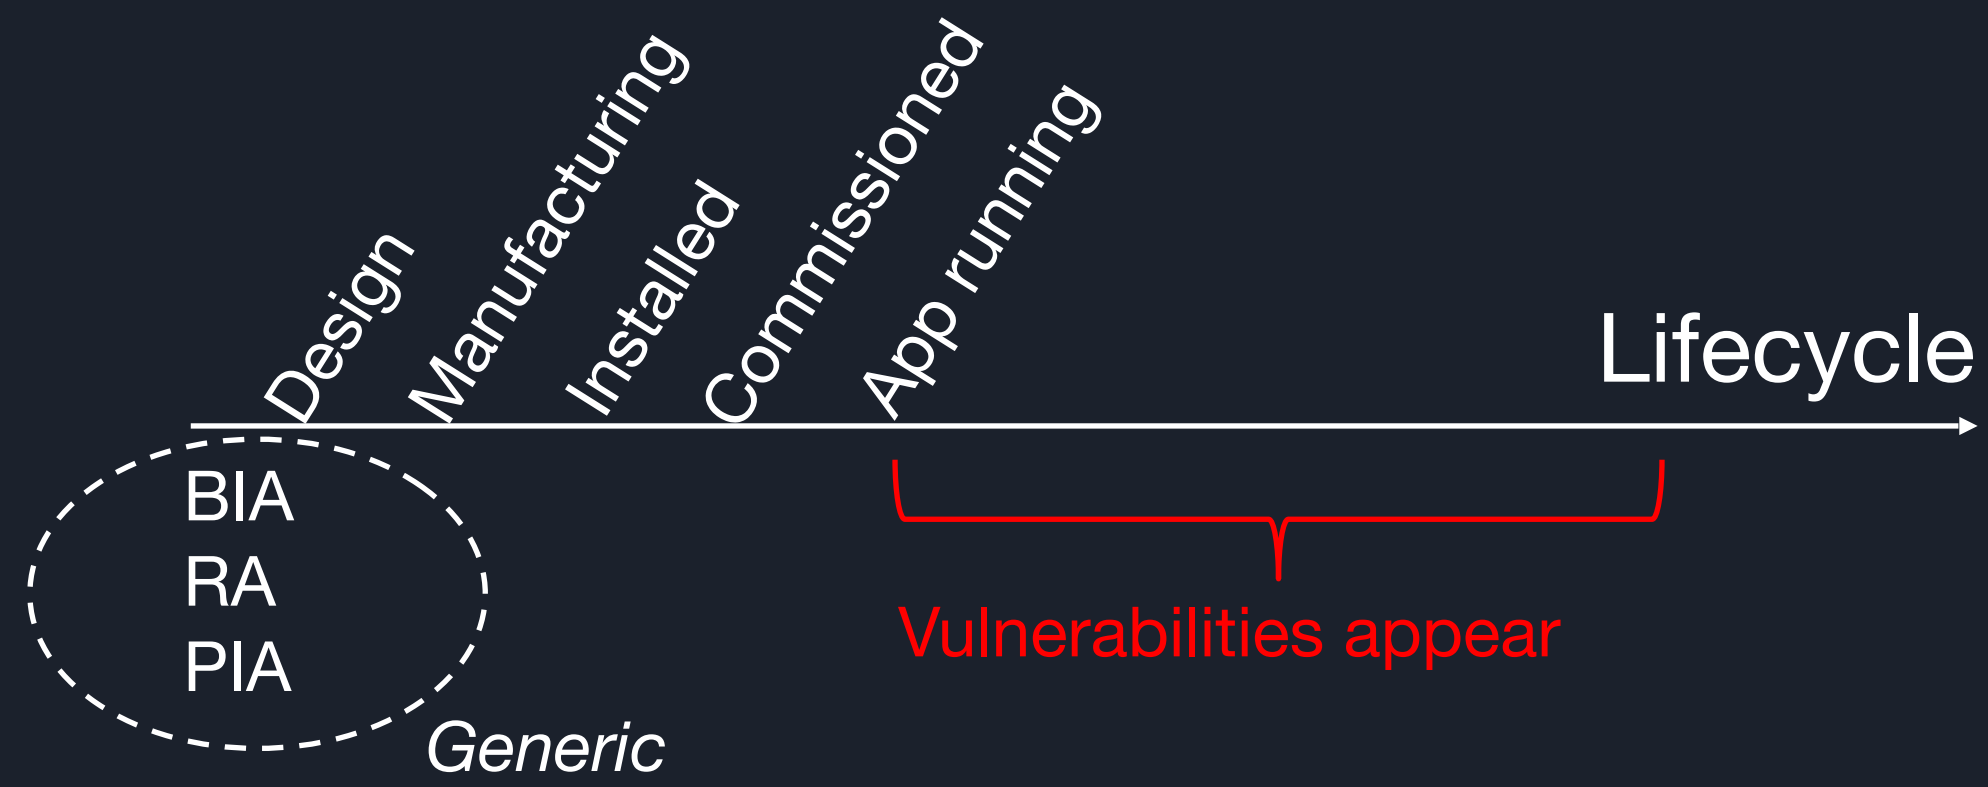 Design
Manufacturing
Installed
Commissioned
App running
Lifecycle
BIA
RA
PIA
Generic
Vulnerabilities appear